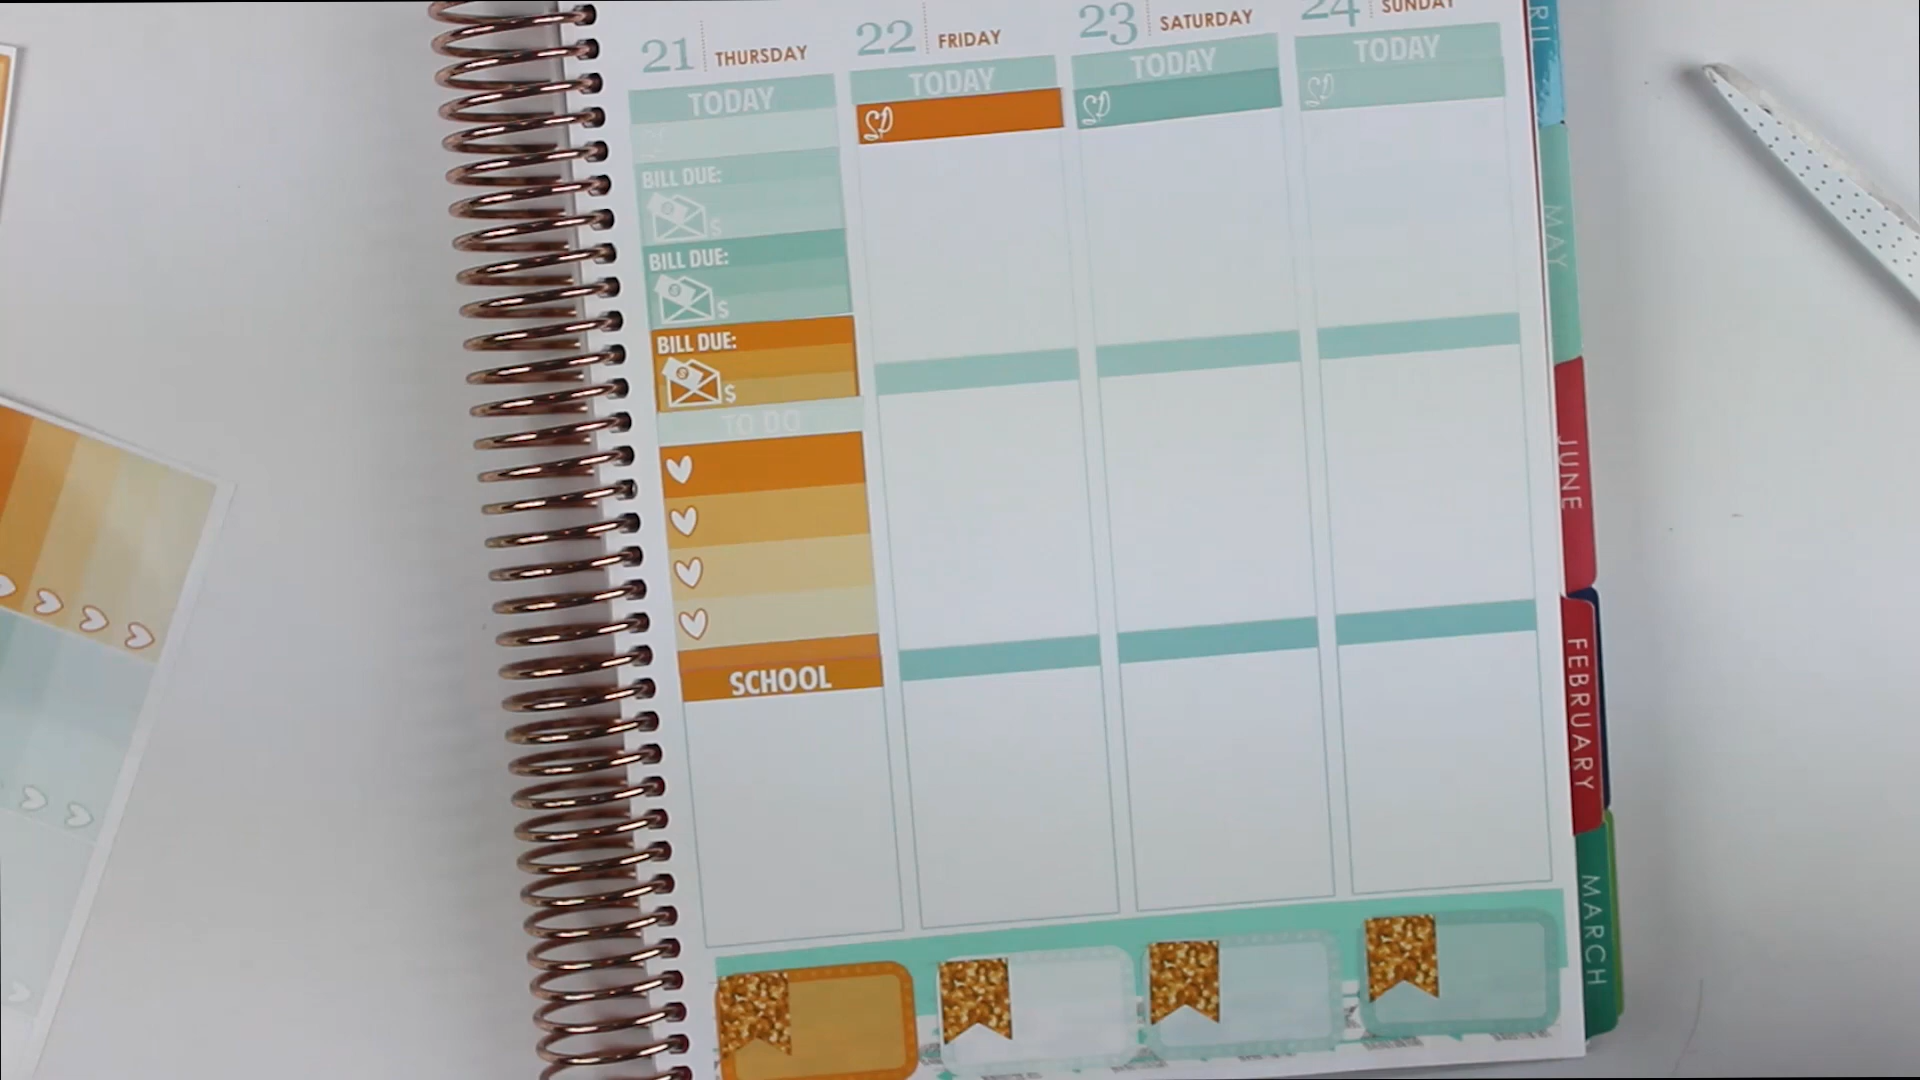 21 THURSDAY
22 FRIDAY
23 SATURDAY
24 SUNDAY
TODAY
TODAY
TODAY
TODAY
BILL DUE:
$
BILL DUE:
$
BILL DUE:
$
TO DO
SCHOOL
MAY
JUNE
FEBRUARY
MARCH